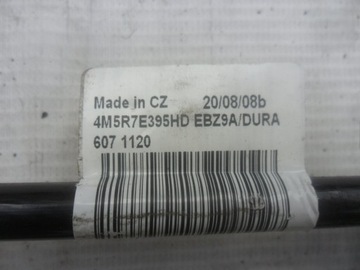 Made in CZ 20/08/08b
4M5R7E395HD EBZ9A/DURA
607 1120